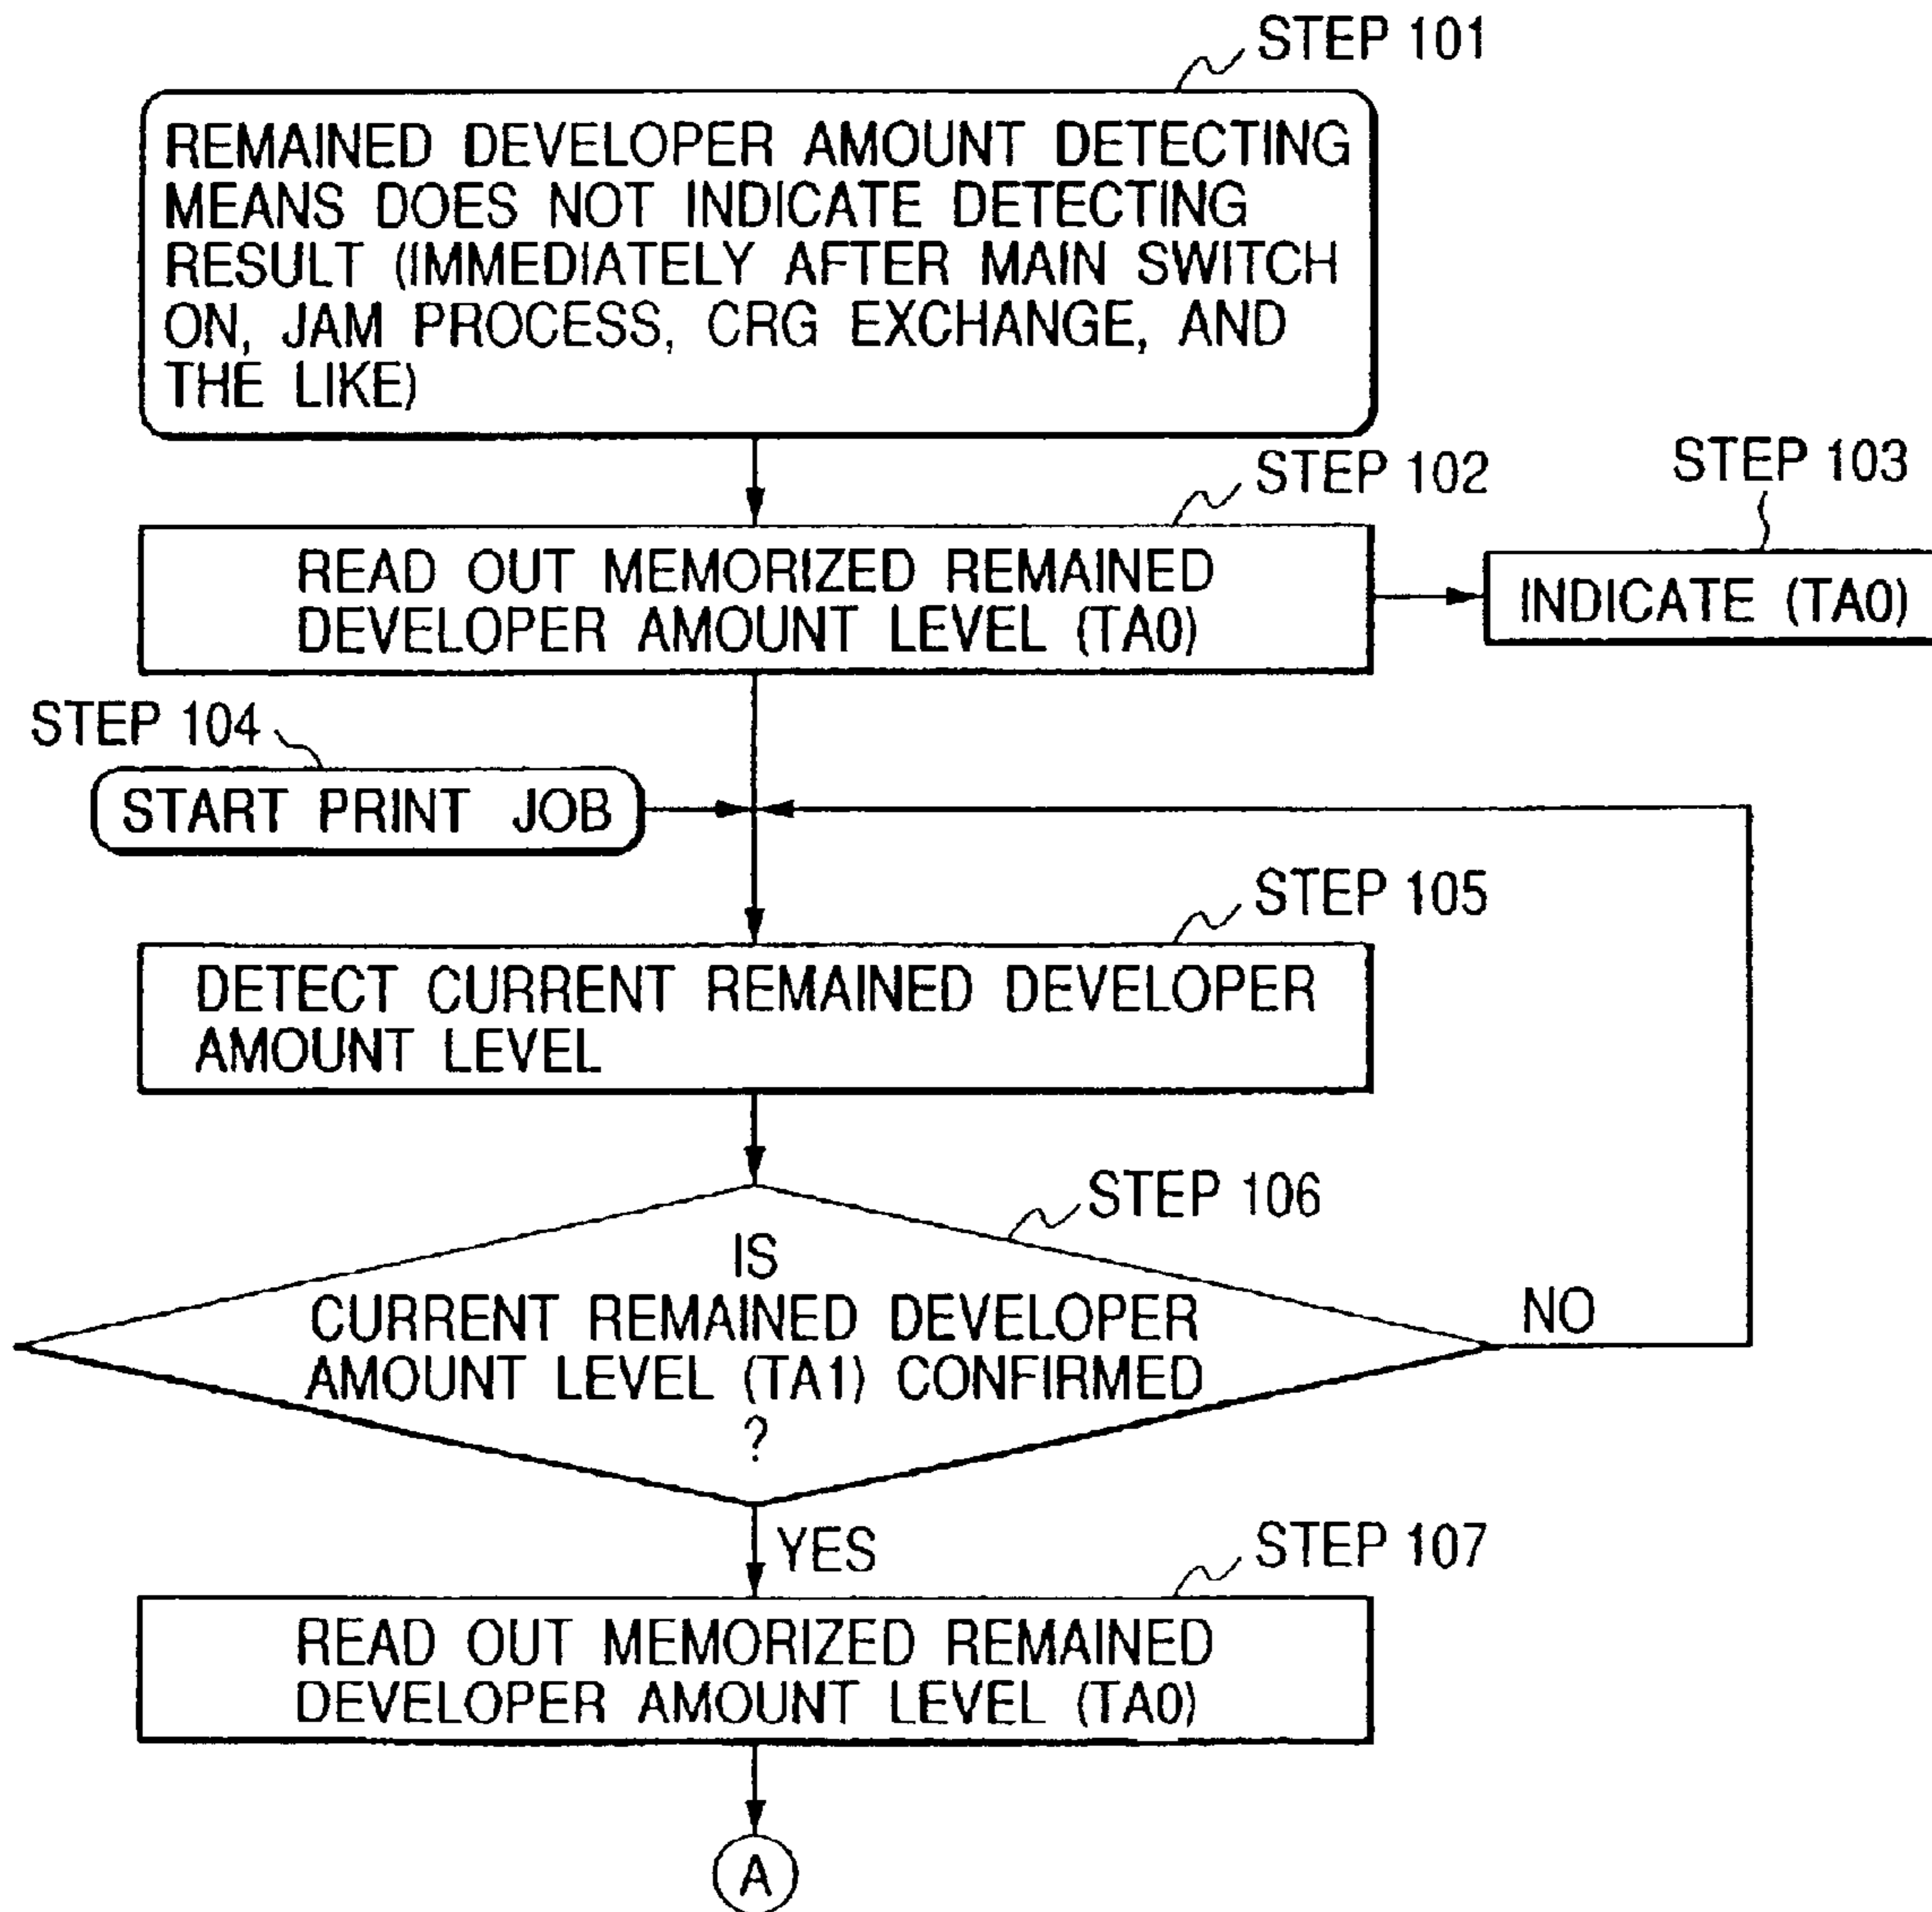 STEP 101
REMAINED DEVELOPER AMOUNT DETECTING
MEANS DOES NOT INDICATE DETECTING
RESULT (IMMEDIATELY AFTER MAIN SWITCH
ON, JAM PROCESS, CRG EXCHANGE, AND
THE LIKE)
STEP 102
READ OUT MEMORIZED REMAINED
DEVELOPER AMOUNT LEVEL (TA0)
STEP 103
INDICATE (TA0)
STEP 104
START PRINT JOB
STEP 105
DETECT CURRENT REMAINED DEVELOPER
AMOUNT LEVEL
STEP 106
IS
CURRENT REMAINED DEVELOPER
AMOUNT LEVEL (TA1) CONFIRMED
?
NO
YES
STEP 107
READ OUT MEMORIZED REMAINED
DEVELOPER AMOUNT LEVEL (TA0)
A